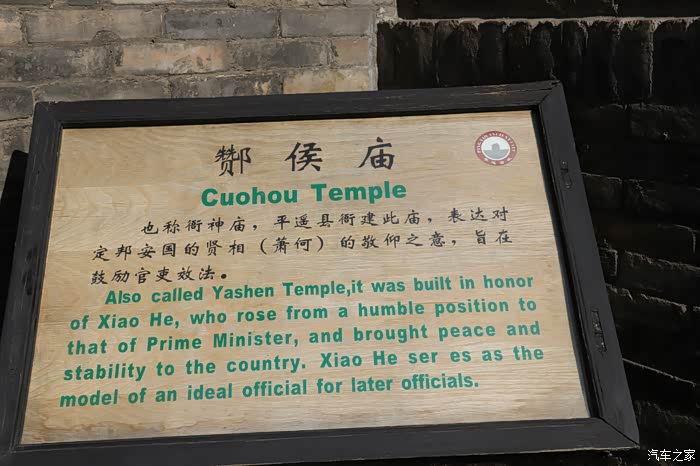 酇侯庙
Cuohou Temple
也称衙神庙，平遥县衙建此庙，表达对
定邦安国的贤相（萧何）的敬仰之意，旨在
鼓励官吏效法。
Also called Yashen Temple,it was built in honor
of Xiao He, who rose from a humble position to
that of Prime Minister, and brought peace and
stability to the country. Xiao He ser es as the
model of an ideal official for later officials.
汽车之家